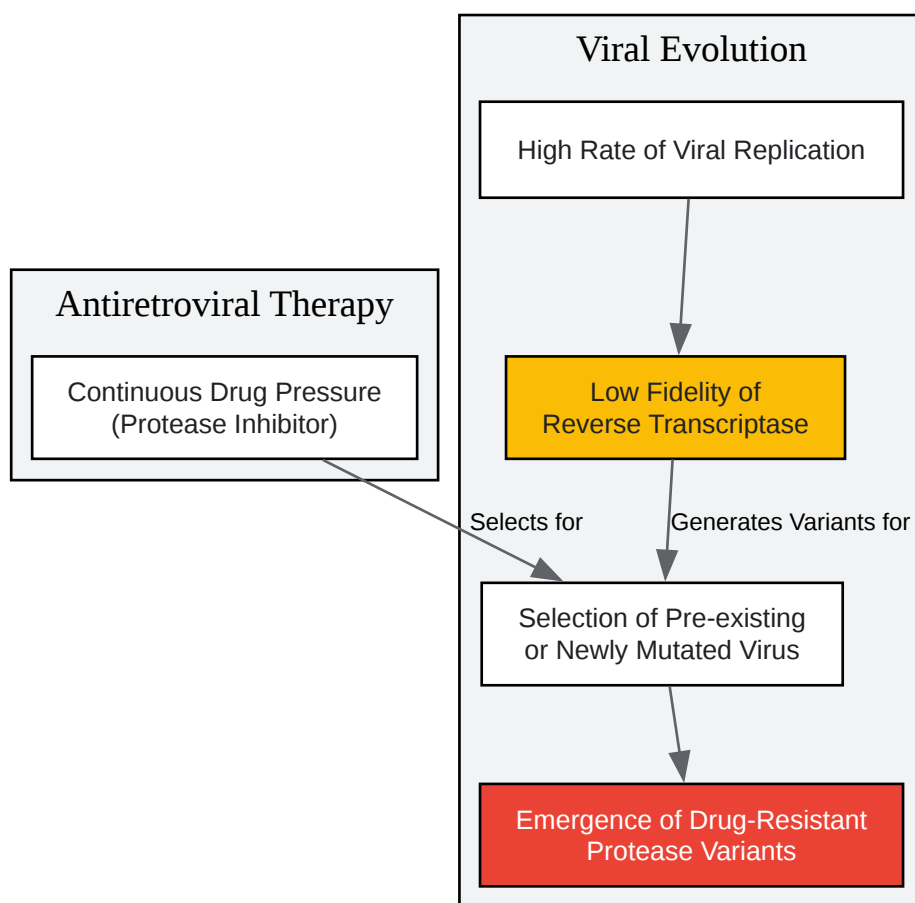 Viral Evolution
High Rate of Viral Replication
Antiretroviral Therapy
Continuous Drug Pressure
(Protease Inhibitor)
Low Fidelity of
Reverse Transcriptase
Selects for
Generates Variants for
Selection of Pre-existing
or Newly Mutated Virus
Emergence of Drug-Resistant
Protease Variants